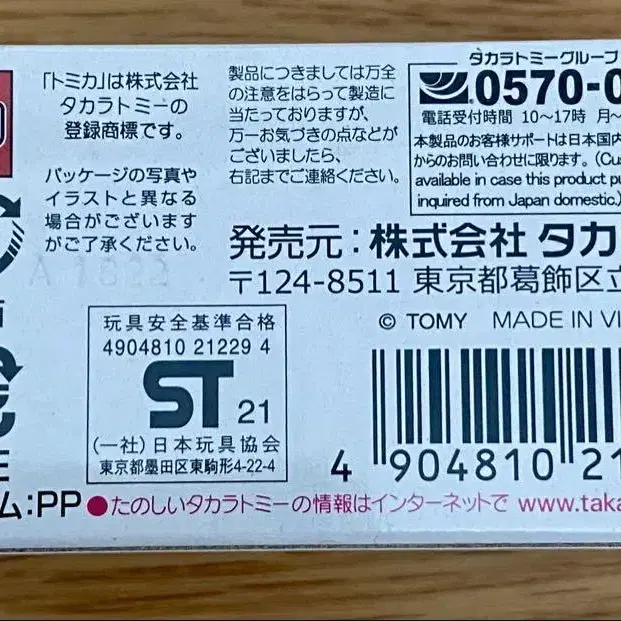 「トミカ」は株式会社
タカラトミーの
登録商標です。
パッケージの写真や
イラストと異なる
場合がございます
がご了承ください。
製品につきましては万全
の注意をはらって製造に
当たっておりますが、
万一お気づきの点などが
ございましたら、
右記までご連絡ください。
タカラトミーグループ
0570-0
電話受付時間 10〜17時 月〜
本製品のお客様サポートは日本国内
からのお問い合わせに限ります。(Cus
available in case this product pu
inquired from Japan domestic.)
発売元:株式会社 タカラ
〒124-8511 東京都葛飾区立
A 1822
© TOMY MADE IN VI
玩具安全基準合格
4904810 21229 4
ST 21
(一社)日本玩具協会
東京都墨田区東駒形4-22-4
4 904810 21
ム:PP
●たのしいタカラトミーの情報はインターネットで www.taka